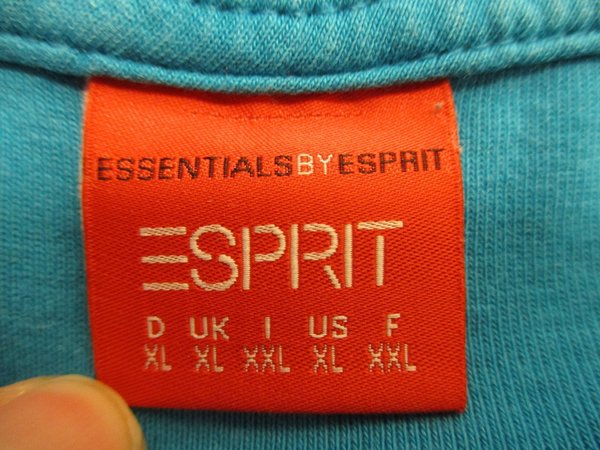 ESSENTIALSBYESPRIT
ESPRIT
D UK I US F
XL XL XXL XL XXL